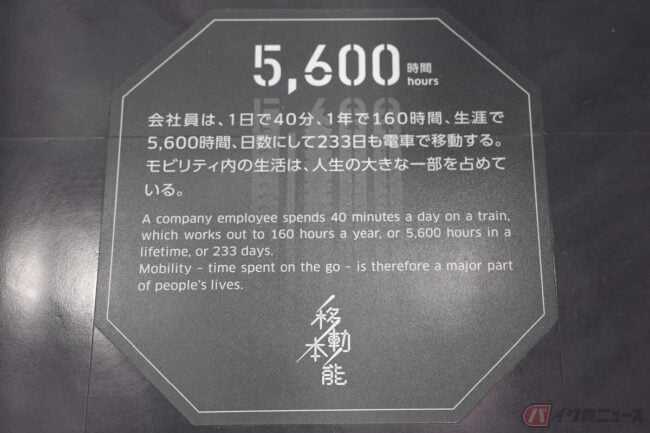 5,600 時間
hours
会社員は、1日で40分、1年で160時間、生涯で
5,600時間、日数にして233日も電車で移動する。
モビリティ内の生活は、人生の大きな一部を占めて
いる。
A company employee spends 40 minutes a day on a train,
which works out to 160 hours a year, or 5,600 hours in a
lifetime, or 233 days.
Mobility – time spent on the go – is therefore a major part
of people's lives.
移動
本能
バイクのニュース